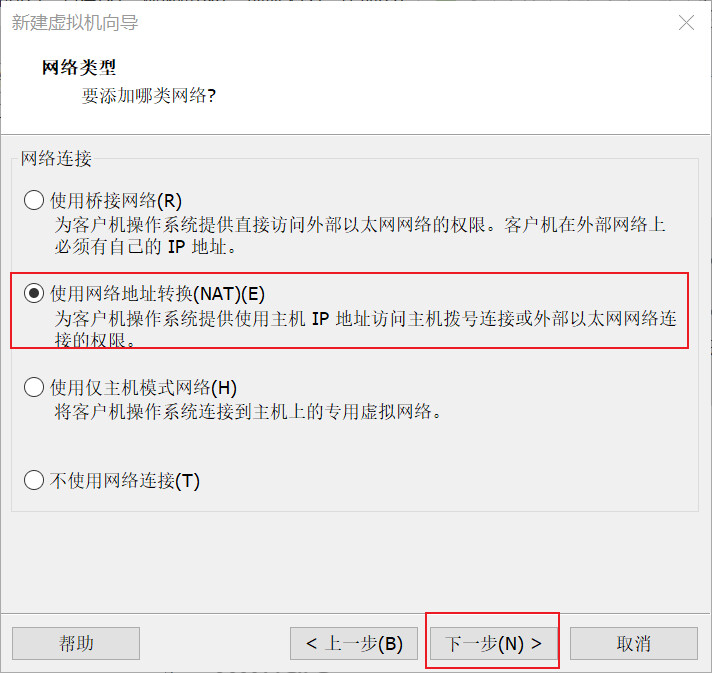 新建虚拟机向导
网络类型
要添加哪类网络?
网络连接
使用桥接网络(R)
为客户机操作系统提供直接访问外部以太网网络的权限。客户机在外部网络上
必须有自己的 IP 地址。
使用网络地址转换(NAT)(E)
为客户机操作系统提供使用主机 IP 地址访问主机拨号连接或外部以太网网络连
接的权限。
使用仅主机模式网络(H)
将客户机操作系统连接到主机上的专用虚拟网络。
不使用网络连接(T)
帮助
< 上一步(B)
下一步(N) >
取消